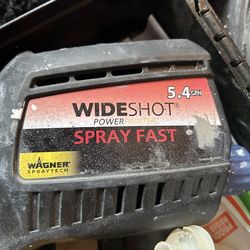 5.4 GPH
WIDESHOT®
POWER PAINTER
SPRAY FAST
WAGNER
SPRAYTECH